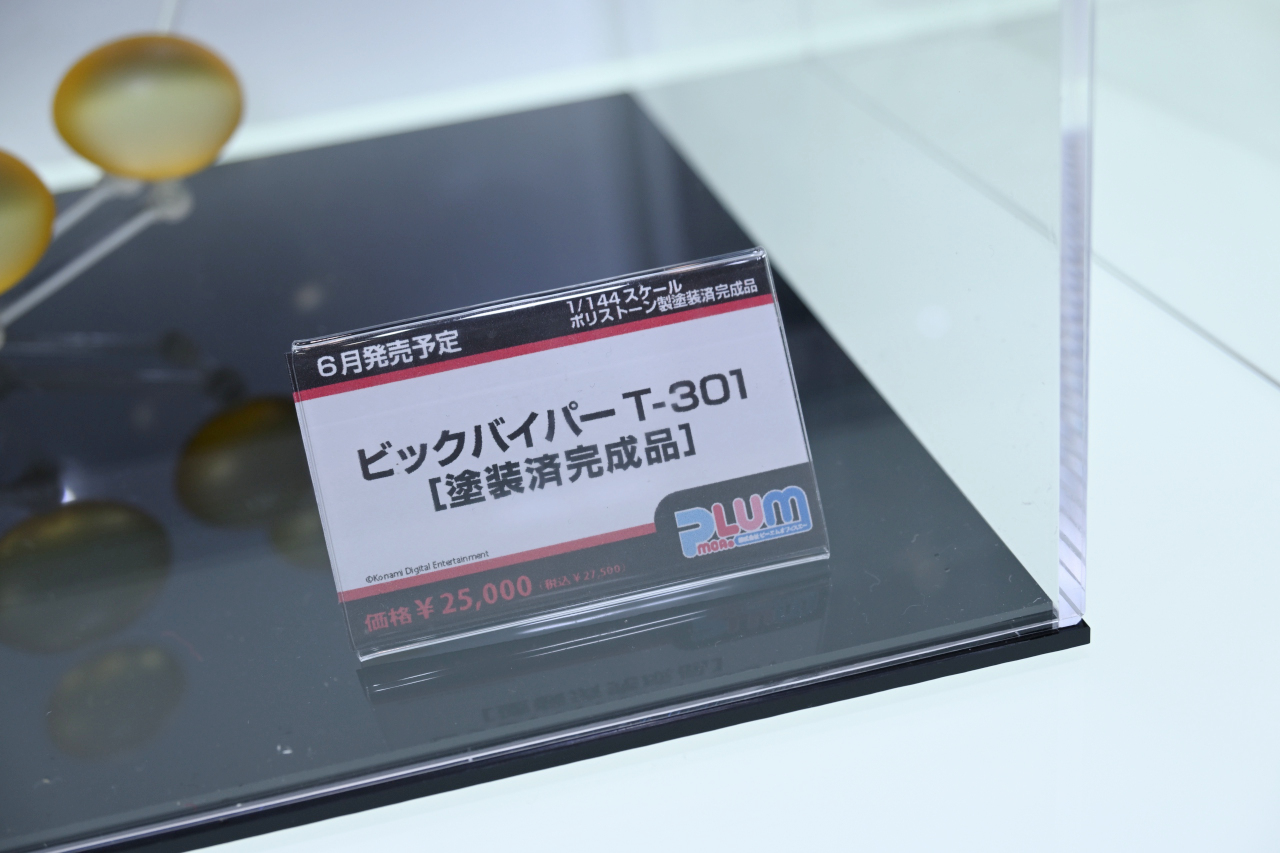 6月発売予定
1/144スケール
ポリストーン製塗装済完成品
ビックバイパー T-301
[塗装済完成品]
©Konami Digital Entertainment
価格￥25,000（税込￥27,500）
PLUM